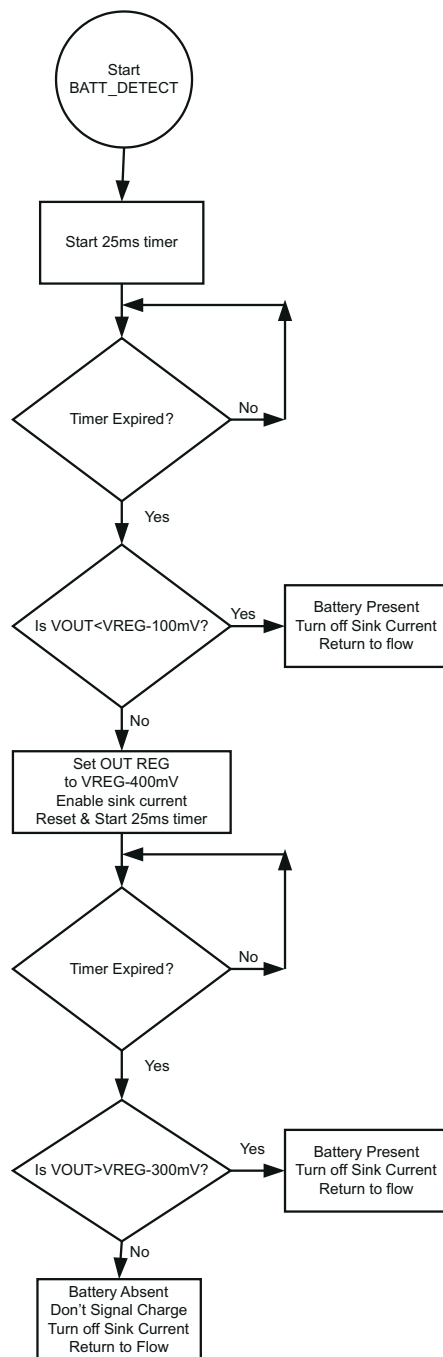 Start
BATT_DETECT
Start 25ms timer
Timer Expired?
No
Yes
Is VOUT<VREG-100mV?
Yes
Battery Present
Turn off Sink Current
Return to flow
No
Set OUT REG
to VREG-400mV
Enable sink current
Reset & Start 25ms timer
Timer Expired?
No
Yes
Is VOUT>VREG-300mV?
Yes
Battery Present
Turn off Sink Current
Return to flow
No
Battery Absent
Don't Signal Charge
Turn off Sink Current
Return to Flow